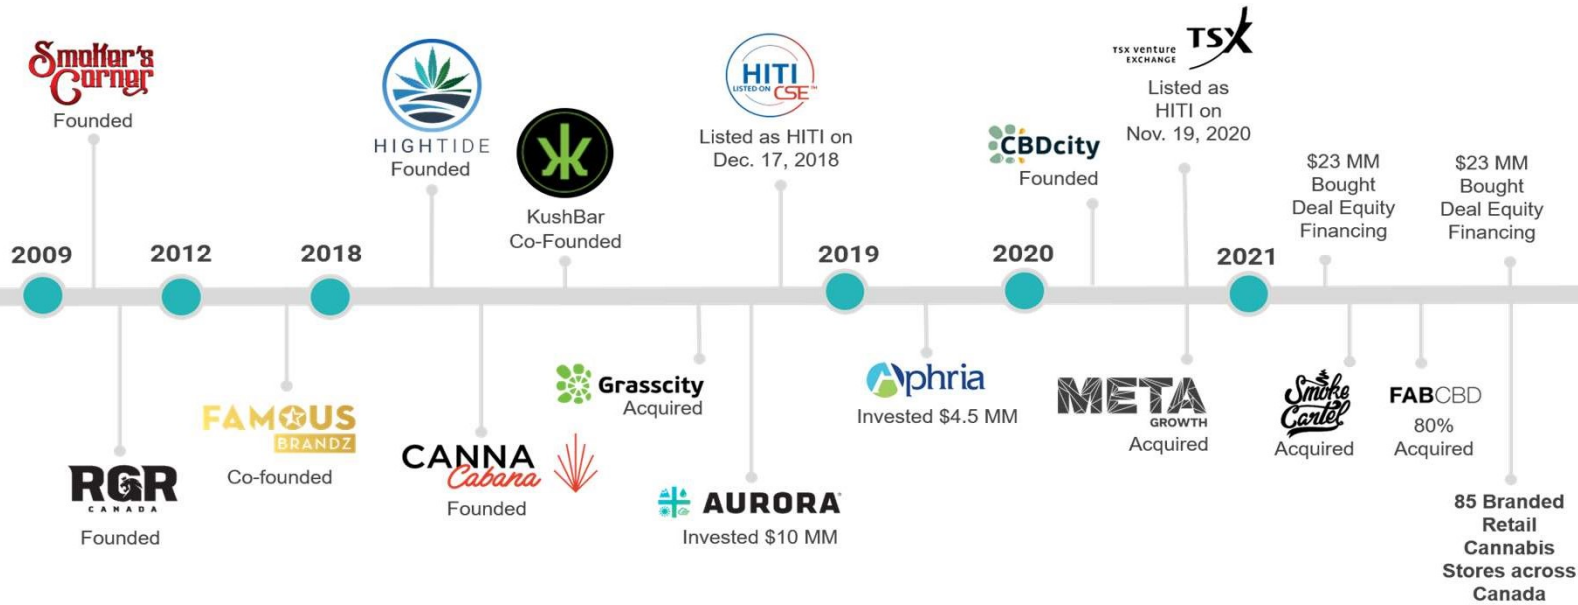 Smoker's
Corner
Founded
HIGHTIDE
Founded
KushBar
Co-Founded
HITI
LISTED ON CSE™
Listed as HITI on
Dec. 17, 2018
CBDcity
Founded
TSX venture
EXCHANGE
TSX
Listed as
HITI on
Nov. 19, 2020
$23 MM
Bought
Deal Equity
Financing
$23 MM
Bought
Deal Equity
Financing
2009
2012
2018
2019
2020
2021
RGR
CANADA
Founded
FAMOUS
BRANDZ
Co-founded
CANNA
Cabana
Founded
Grasscity
Acquired
AURORA
Invested $10 MM
Aphria
Invested $4.5 MM
META
GROWTH
Acquired
Smoke
Cartel
Acquired
FABCBD
80%
Acquired
85 Branded
Retail
Cannabis
Stores across
Canada